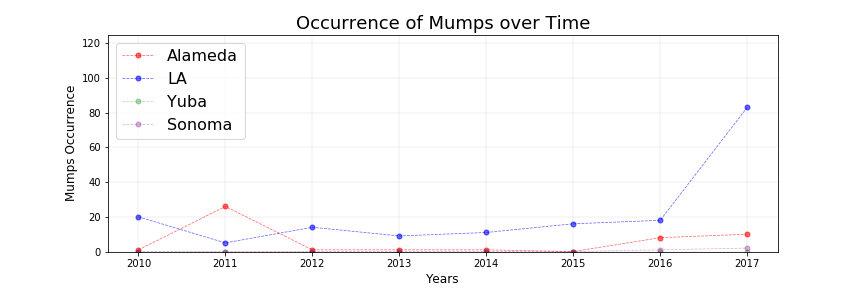 Occurrence of Mumps over Time
120
100
80
60
40
20
0
Mumps Occurrence
Alameda
LA
Yuba
Sonoma
2010 2011 2012 2013 2014 2015 2016 2017
Years